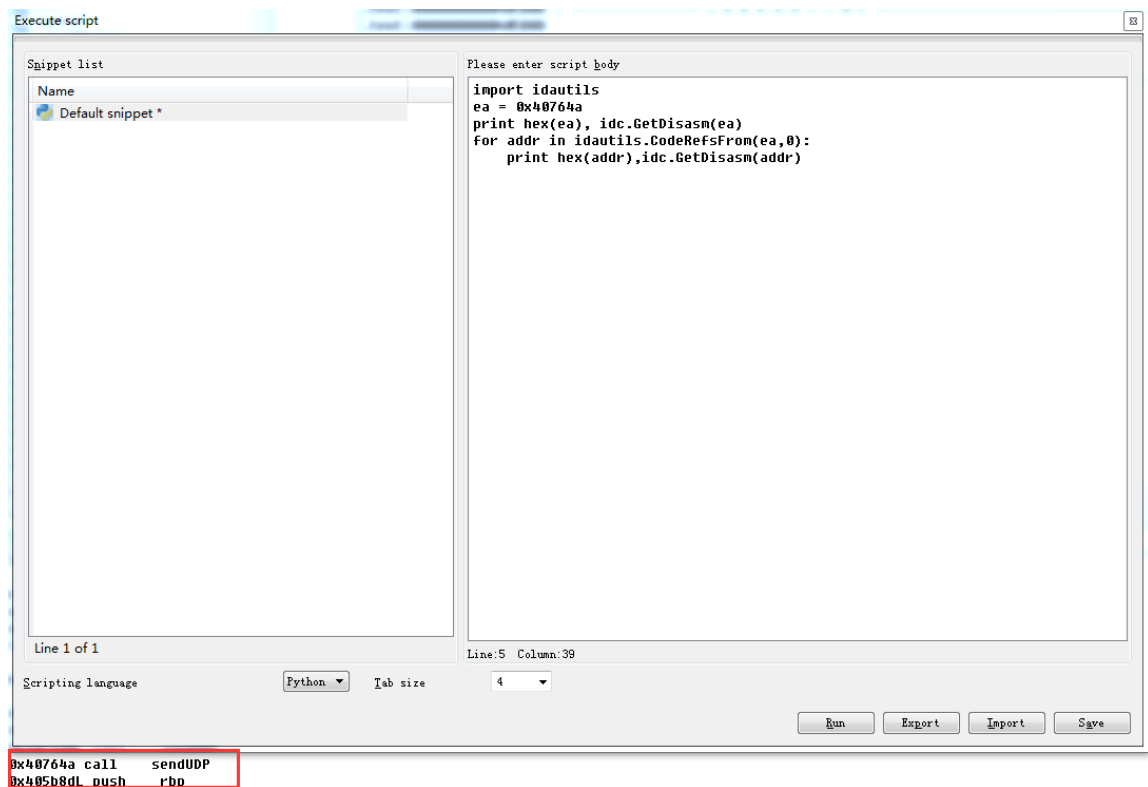 Execute script
Snippet list
Name
Default snippet *
Line 1 of 1
Please enter script body
import idautils
ea = 0x40764a
print hex(ea), idc.GetDisasm(ea)
for addr in idautils.CodeRefsFrom(ea,0):
    print hex(addr),idc.GetDisasm(addr)
Line:5 Column:39
Scripting language Python Tab size 4
Run Export Import Save
0x40764a call sendUDP
0x405b8dL push rbp